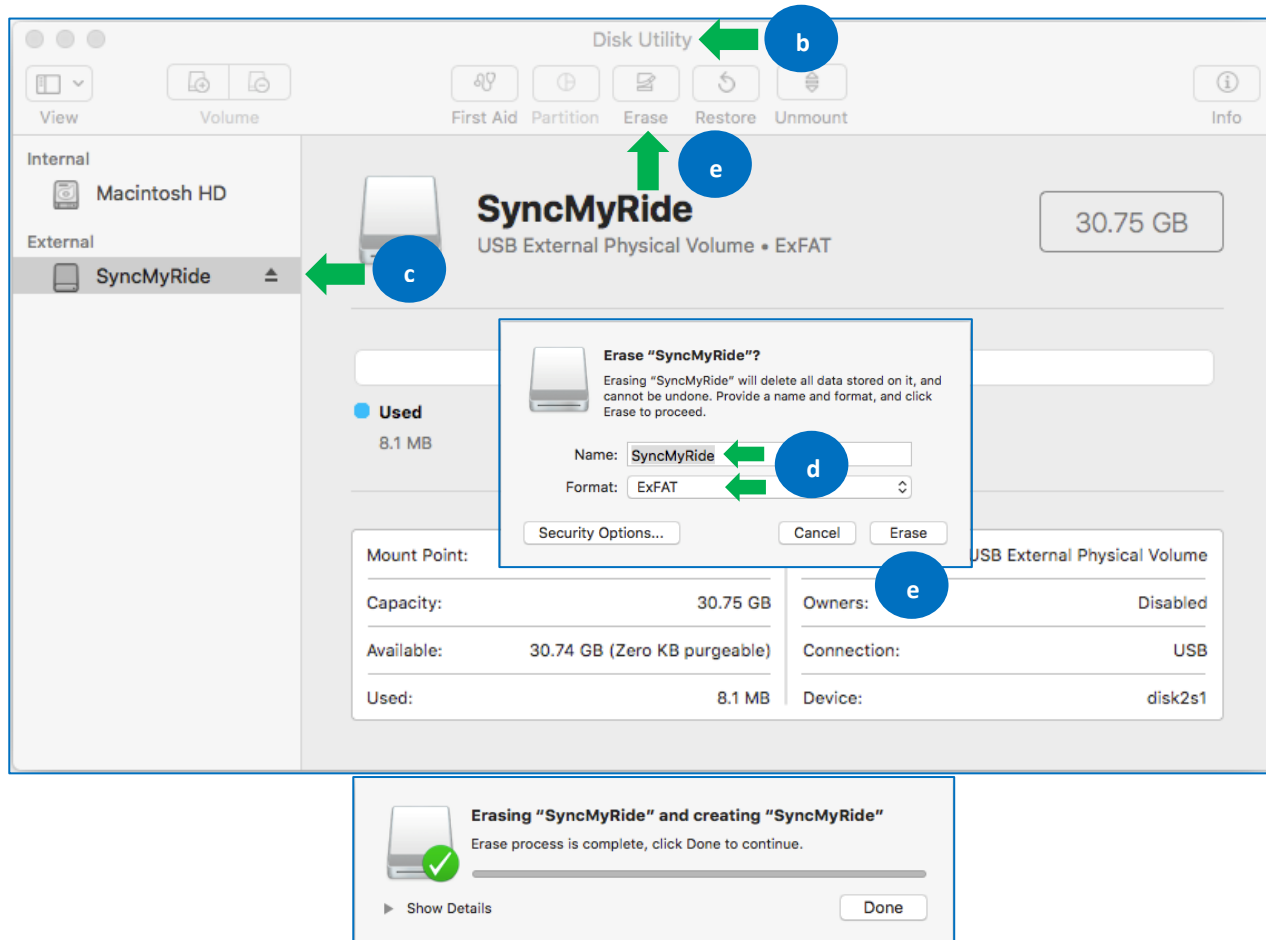 Disk Utility
b
View
Volume
First Aid
Partition
Erase
Restore
Unmount
Info
Internal
Macintosh HD
External
SyncMyRide
c
e
SyncMyRide
USB External Physical Volume • ExFAT
30.75 GB
Used
8.1 MB
Erase “SyncMyRide”?
Erasing “SyncMyRide” will delete all data stored on it, and
cannot be undone. Provide a name and format, and click
Erase to proceed.
Name: SyncMyRide
d
Format: ExFAT
Security Options...
Cancel
Erase
e
Mount Point:
USB External Physical Volume
Capacity: 30.75 GB
Owners: Disabled
Available: 30.74 GB (Zero KB purgeable)
Connection: USB
Used: 8.1 MB
Device: disk2s1
Erasing “SyncMyRide” and creating “SyncMyRide”
Erase process is complete, click Done to continue.
Show Details
Done